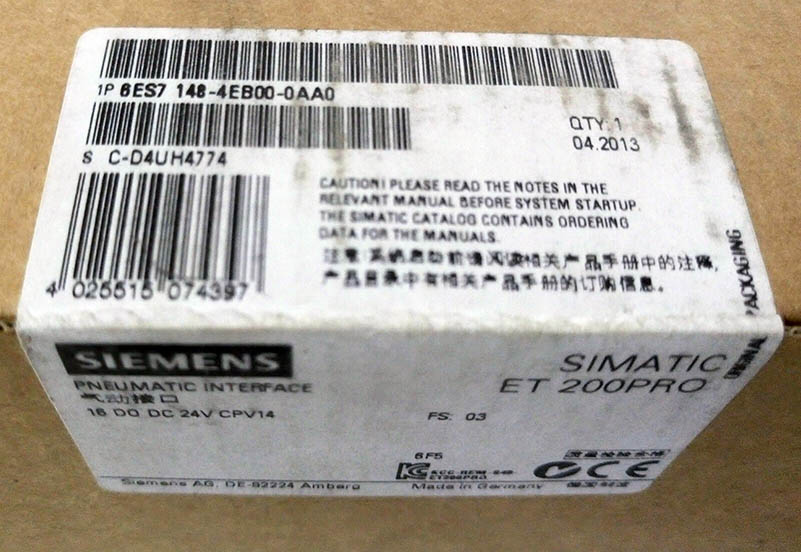 1P 6ES7 148-4EB00-0AA0
S C-D4UH4774
QTY: 1
04.2013
CAUTION! PLEASE READ THE NOTES IN THE
RELEVANT MANUAL BEFORE SYSTEM STARTUP.
THE SIMATIC CATALOG CONTAINS ORDERING
DATA FOR THE MANUALS.
注意:系统启动前请阅读相关产品手册中的注释,
产品目录中有相关产品手册的订购信息。
4 025515 074397
ORIGINAL PACKAGING
SIEMENS
PNEUMATIC INTERFACE
气动接口
16 DO DC 24V CPV14
SIMATIC
ET 200PRO
FS: 03
6F5
KCC-REM-S49-
ET200PRO
CE
Siemens AG, DE-92224 Amberg
Made in Germany